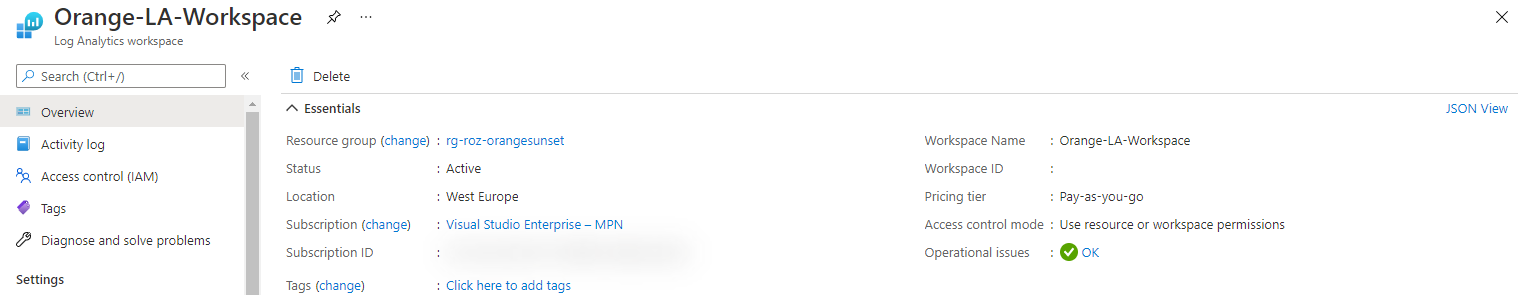 Orange-LA-Workspace
Log Analytics workspace
Search (Ctrl+/)
Overview
Activity log
Access control (IAM)
Tags
Diagnose and solve problems
Settings
Delete
Essentials
JSON View
Resource group (change) : rg-roz-orangesunset
Status : Active
Location : West Europe
Subscription (change) : Visual Studio Enterprise – MPN
Subscription ID :
Tags (change) : Click here to add tags
Workspace Name : Orange-LA-Workspace
Workspace ID :
Pricing tier : Pay-as-you-go
Access control mode : Use resource or workspace permissions
Operational issues : OK